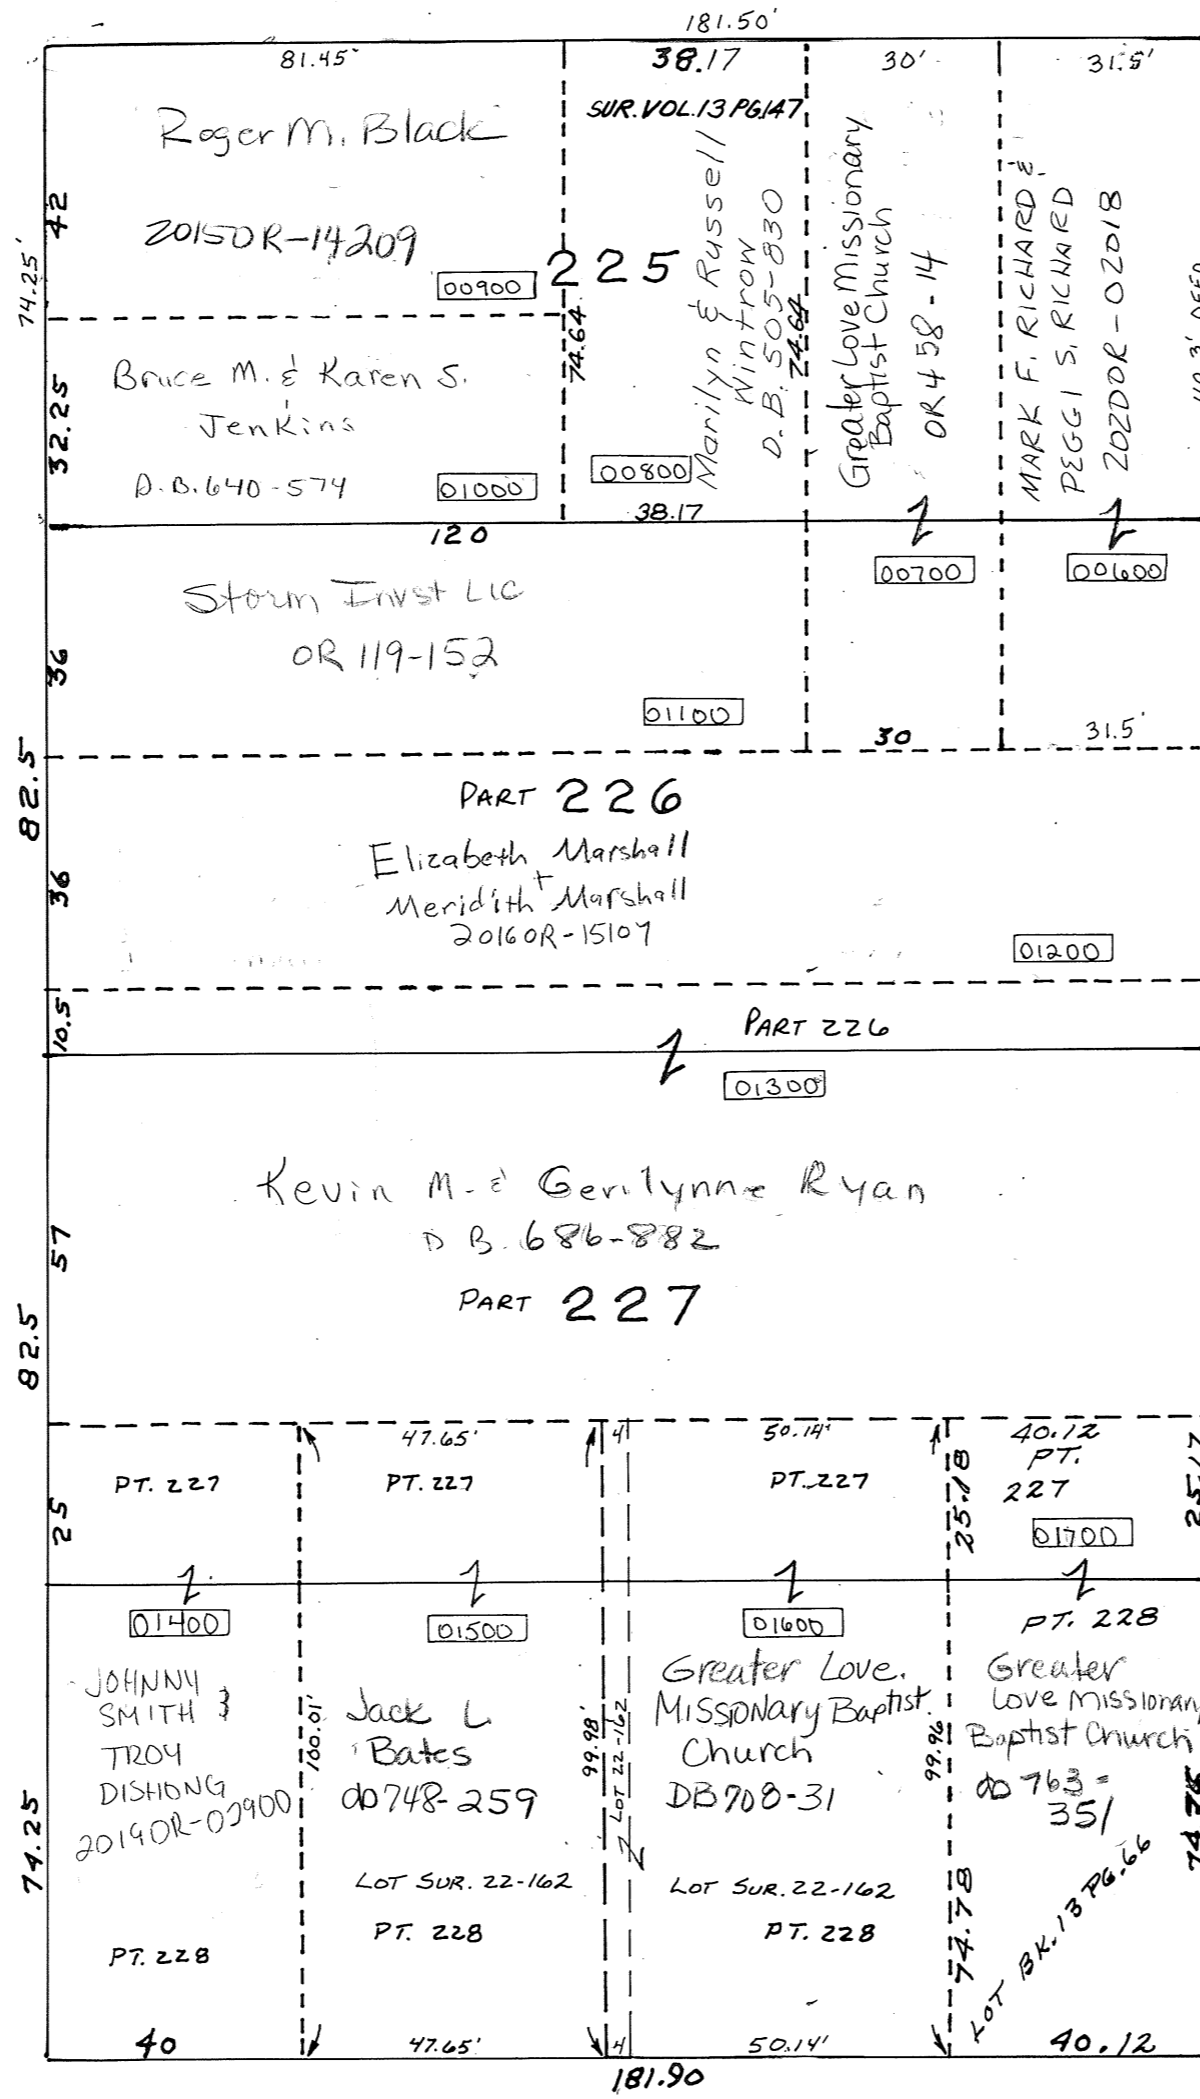 181.50'
81.45'
38.17
30'
31.5'
SUR. VOL. 13 PG.147
Roger M. Black
2015OR-14209
00900
42
74.25'
225
74.64
Marilyn & Russell
Wintrow
D. B. 505-830
74.64
00800
38.17
Greater Love Missionary
Baptist Church
OR 458-14
MARK F. RICHARD &
PEGGI S. RICHARD
2020OR-02018
Bruce M. & Karen S.
Jenkins
D.B. 640-574
01000
32.25
120
00700
00600
Storm Invst LLC
OR 119-152
01100
36
30
31.5'
82.5
PART 226
Elizabeth Marshall
+
Meridith Marshall
2016OR-15107
01200
36
10.5
PART 226
01300
Kevin M. & Gerilynne Ryan
D B. 686-882
PART 227
57
82.5
47.65'
4'
50.14'
40.12
PT. 227
PT. 227
PT. 227
PT.
227
25
25.18
25.17
01700
01400
01500
01600
PT. 228
JOHNNY
SMITH &
TROY
DISHONG
2019OR-02900
100.01'
Jack L
Bates
db 748-259
99.98'
LOT 22-162
Greater Love
Missionary Baptist
Church
DB 708-31
99.96
Greater
Love Missionary
Baptist Church
db 763-
351
74.25
LOT SUR. 22-162
LOT SUR. 22-162
PT. 228
PT. 228
PT. 228
74.78
LOT BK. 13 PG. 66
40
47.65'
4'
50.14'
40.12
181.90